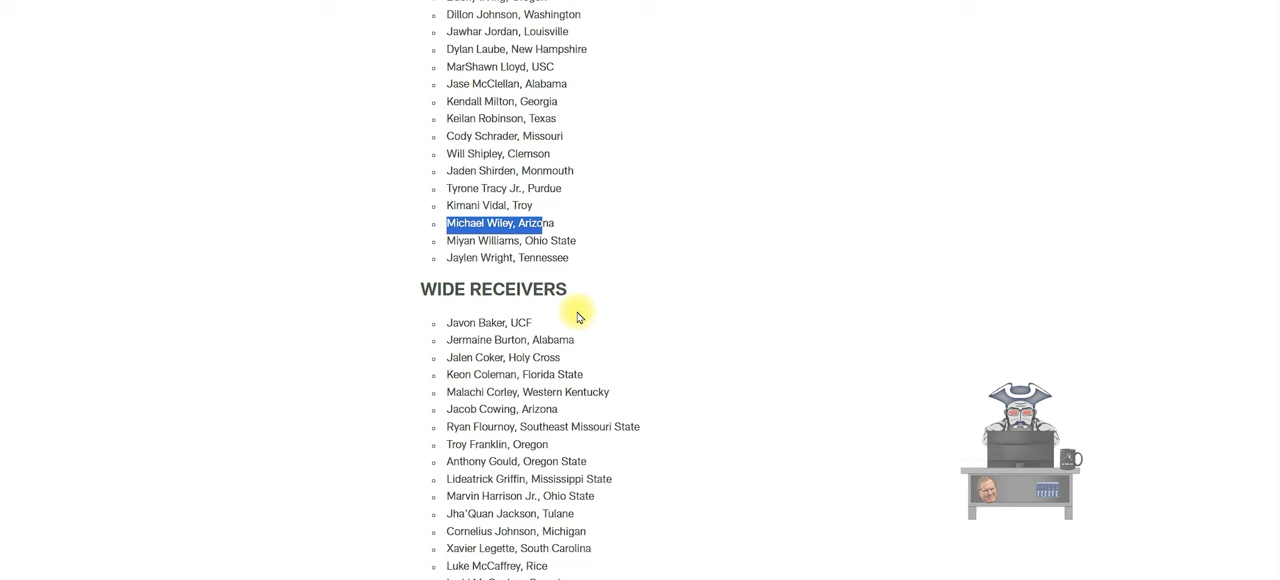 Dillon Johnson, Washington
Jawhar Jordan, Louisville
Dylan Laube, New Hampshire
MarShawn Lloyd, USC
Jase McClellan, Alabama
Kendall Milton, Georgia
Keilan Robinson, Texas
Cody Schrader, Missouri
Will Shipley, Clemson
Jaden Shirden, Monmouth
Tyrone Tracy Jr., Purdue
Kimani Vidal, Troy
Michael Wiley, Arizona
Miyan Williams, Ohio State
Jaylen Wright, Tennessee
WIDE RECEIVERS
Javon Baker, UCF
Jermaine Burton, Alabama
Jalen Coker, Holy Cross
Keon Coleman, Florida State
Malachi Corley, Western Kentucky
Jacob Cowing, Arizona
Ryan Flournoy, Southeast Missouri State
Troy Franklin, Oregon
Anthony Gould, Oregon State
Lideatrick Griffin, Mississippi State
Marvin Harrison Jr., Ohio State
Jha'Quan Jackson, Tulane
Cornelius Johnson, Michigan
Xavier Legette, South Carolina
Luke McCaffrey, Rice